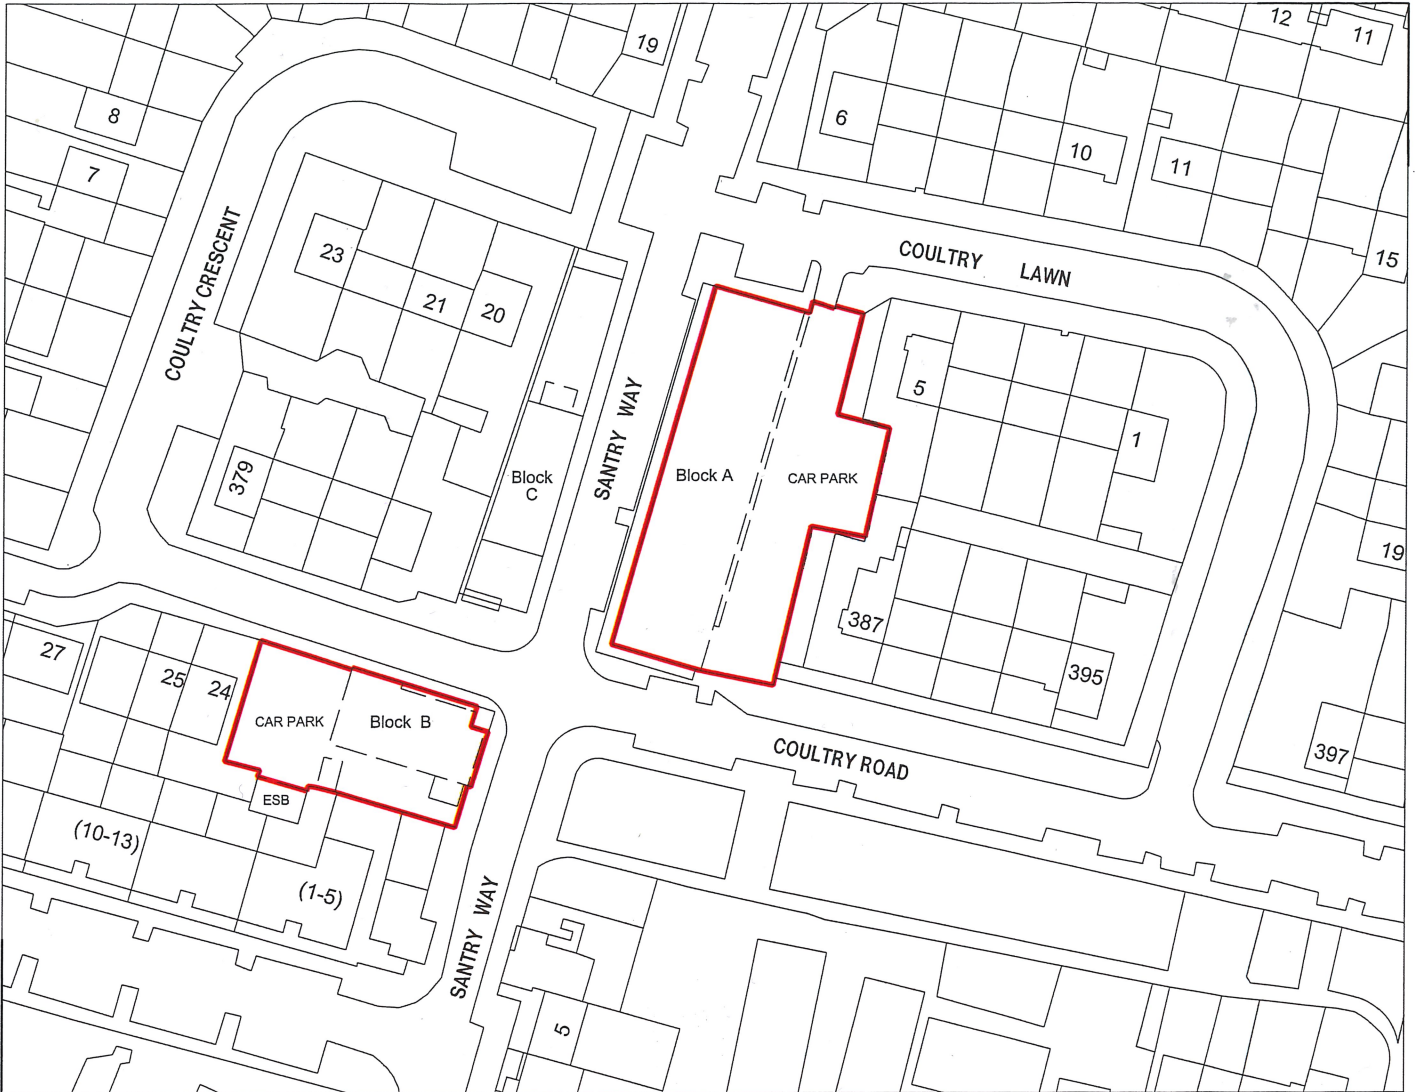 19
12
11
8
6
10
11
7
15
COULTRY CRESCENT
23
COULTRY LAWN
21
20
5
1
SANTRY WAY
379
Block
C
Block A
CAR PARK
19
387
395
27
25
24
CAR PARK
Block B
COULTRY ROAD
397
ESB
(10-13)
(1-5)
SANTRY WAY
5